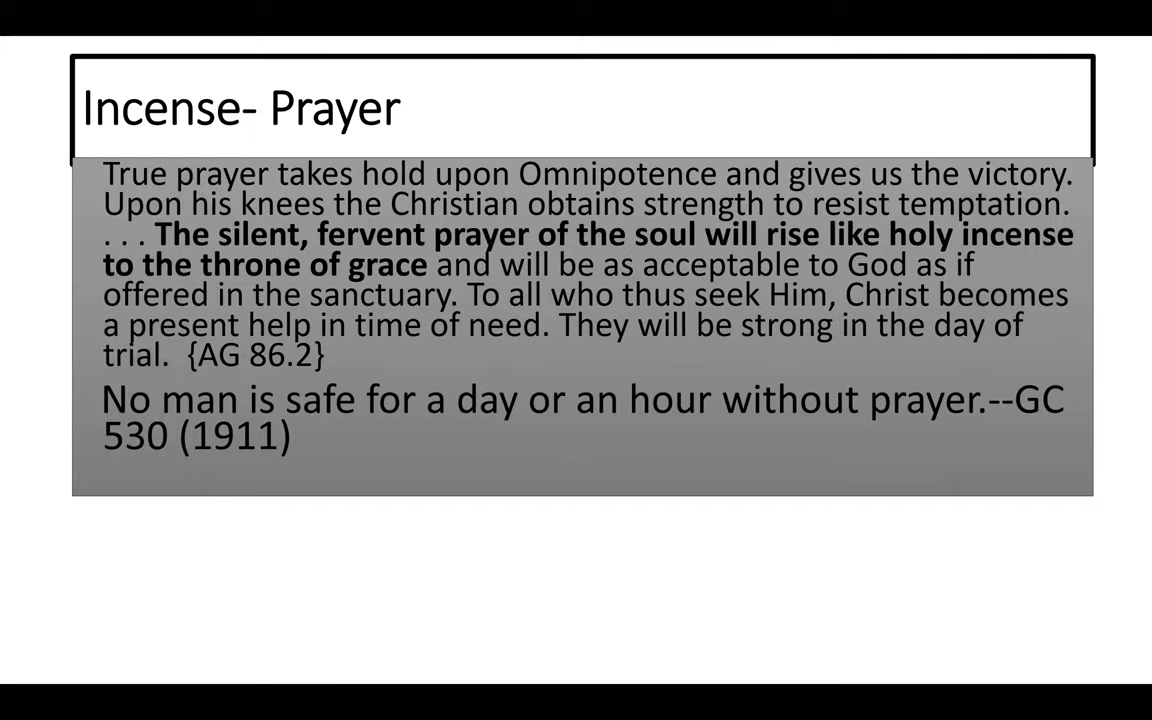 Incense- Prayer
True prayer takes hold upon Omnipotence and gives us the victory.
Upon his knees the Christian obtains strength to resist temptation.
. . . The silent, fervent prayer of the soul will rise like holy incense
to the throne of grace and will be as acceptable to God as if
offered in the sanctuary. To all who thus seek Him, Christ becomes
a present help in time of need. They will be strong in the day of
trial.  {AG 86.2}
No man is safe for a day or an hour without prayer.--GC
530 (1911)